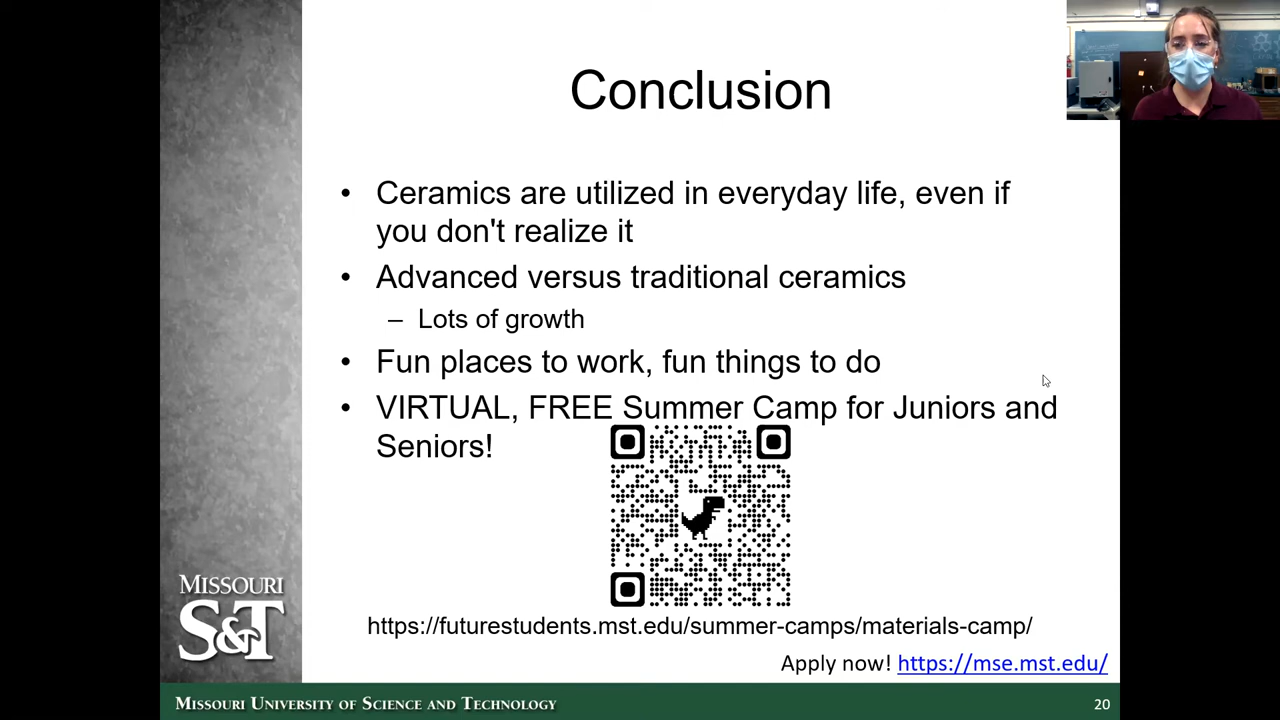 Conclusion
• Ceramics are utilized in everyday life, even if
you don't realize it
• Advanced versus traditional ceramics
– Lots of growth
• Fun places to work, fun things to do
• VIRTUAL, FREE Summer Camp for Juniors and
Seniors!
MISSOURI
S&T
https://futurestudents.mst.edu/summer-camps/materials-camp/
Apply now! https://mse.mst.edu/
MISSOURI UNIVERSITY OF SCIENCE AND TECHNOLOGY
20